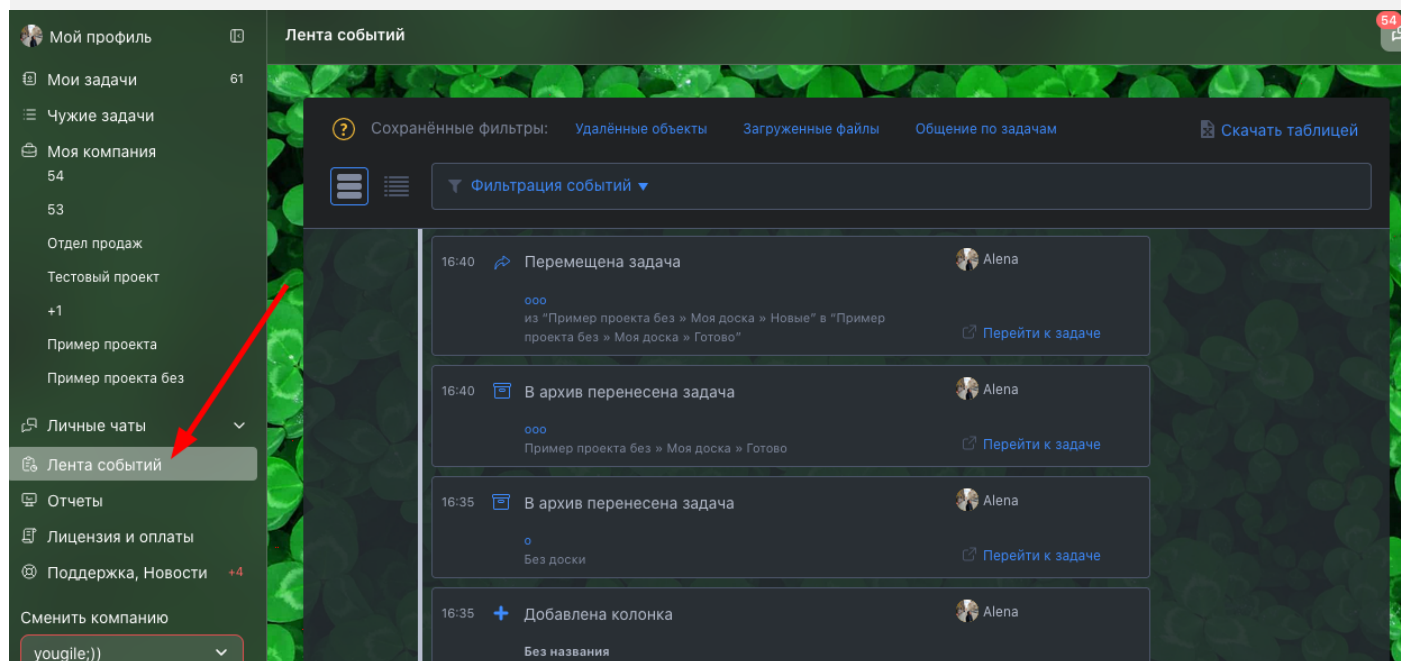 Мой профиль
Лента событий
54
Мои задачи 61
Чужие задачи
Моя компания
54
53
Отдел продаж
Тестовый проект
+1
Пример проекта
Пример проекта без
Личные чаты
Лента событий
Отчеты
Лицензия и оплаты
Поддержка, Новости +4
Сменить компанию
yougile;))
? Сохранённые фильтры: Удалённые объекты Загруженные файлы Общение по задачам Скачать таблицей
Фильтрация событий
16:40 Перемещена задача Alena
ооо
из “Пример проекта без » Моя доска » Новые” в “Пример
проекта без » Моя доска » Готово”
Перейти к задаче
16:40 В архив перенесена задача Alena
ооо
Пример проекта без » Моя доска » Готово
Перейти к задаче
16:35 В архив перенесена задача Alena
о
Без доски
Перейти к задаче
16:35 Добавлена колонка Alena
Без названия